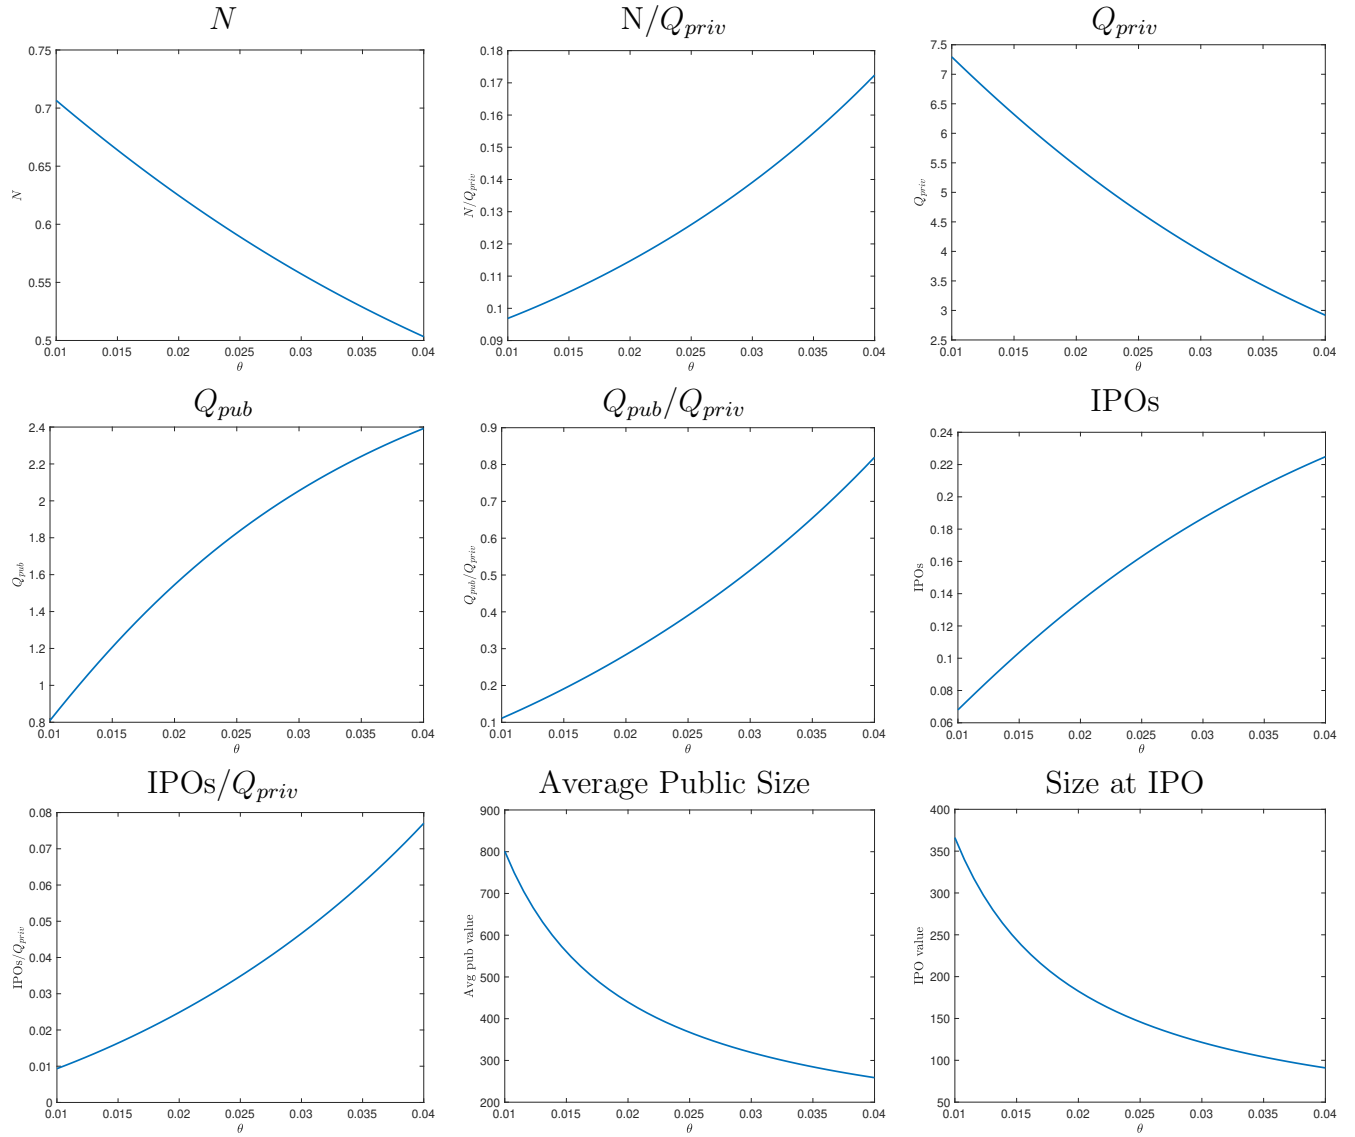 N
N/Q_priv
Q_priv
0.75
0.7
0.65
0.6
0.55
0.5
N
0.01 0.015 0.02 0.025 0.03 0.035 0.04
θ
0.18
0.17
0.16
0.15
0.14
0.13
0.12
0.11
0.1
0.09
N/Q_priv
0.01 0.015 0.02 0.025 0.03 0.035 0.04
θ
7.5
7
6.5
6
5.5
5
4.5
4
3.5
3
2.5
Q_priv
0.01 0.015 0.02 0.025 0.03 0.035 0.04
θ
Q_pub
Q_pub/Q_priv
IPOs
2.4
2.2
2
1.8
1.6
1.4
1.2
1
0.8
Q_pub
0.01 0.015 0.02 0.025 0.03 0.035 0.04
θ
0.9
0.8
0.7
0.6
0.5
0.4
0.3
0.2
0.1
Q_pub/Q_priv
0.01 0.015 0.02 0.025 0.03 0.035 0.04
θ
0.24
0.22
0.2
0.18
0.16
0.14
0.12
0.1
0.08
0.06
IPOs
0.01 0.015 0.02 0.025 0.03 0.035 0.04
θ
IPOs/Q_priv
Average Public Size
Size at IPO
0.08
0.07
0.06
0.05
0.04
0.03
0.02
0.01
0
IPOs/Q_priv
0.01 0.015 0.02 0.025 0.03 0.035 0.04
θ
900
800
700
600
500
400
300
200
Avg pub value
0.01 0.015 0.02 0.025 0.03 0.035 0.04
θ
400
350
300
250
200
150
100
50
IPO value
0.01 0.015 0.02 0.025 0.03 0.035 0.04
θ